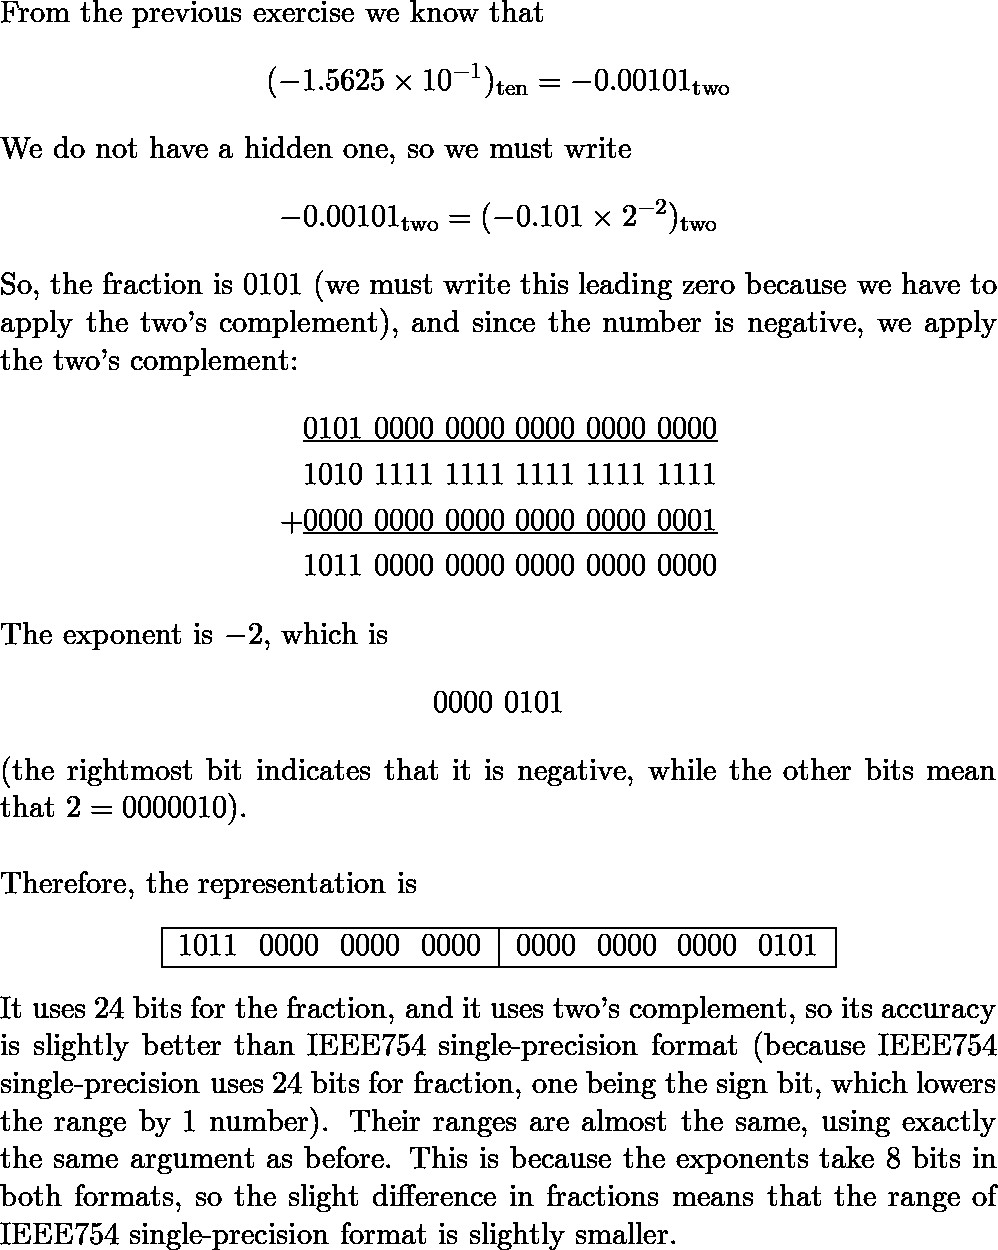 From the previous exercise we know that
(−1.5625 × 10⁻¹)ten = −0.00101two
We do not have a hidden one, so we must write
−0.00101two = (−0.101 × 2⁻²)two
So, the fraction is 0101 (we must write this leading zero because we have to
apply the two's complement), and since the number is negative, we apply
the two's complement:
0101 0000 0000 0000 0000 0000
1010 1111 1111 1111 1111 1111
+0000 0000 0000 0000 0000 0001
1011 0000 0000 0000 0000 0000
The exponent is −2, which is
0000 0101
(the rightmost bit indicates that it is negative, while the other bits mean
that 2 = 0000010).
Therefore, the representation is
1011 0000 0000 0000 0000 0000 0000 0101
It uses 24 bits for the fraction, and it uses two's complement, so its accuracy
is slightly better than IEEE754 single-precision format (because IEEE754
single-precision uses 24 bits for fraction, one being the sign bit, which lowers
the range by 1 number). Their ranges are almost the same, using exactly
the same argument as before. This is because the exponents take 8 bits in
both formats, so the slight difference in fractions means that the range of
IEEE754 single-precision format is slightly smaller.